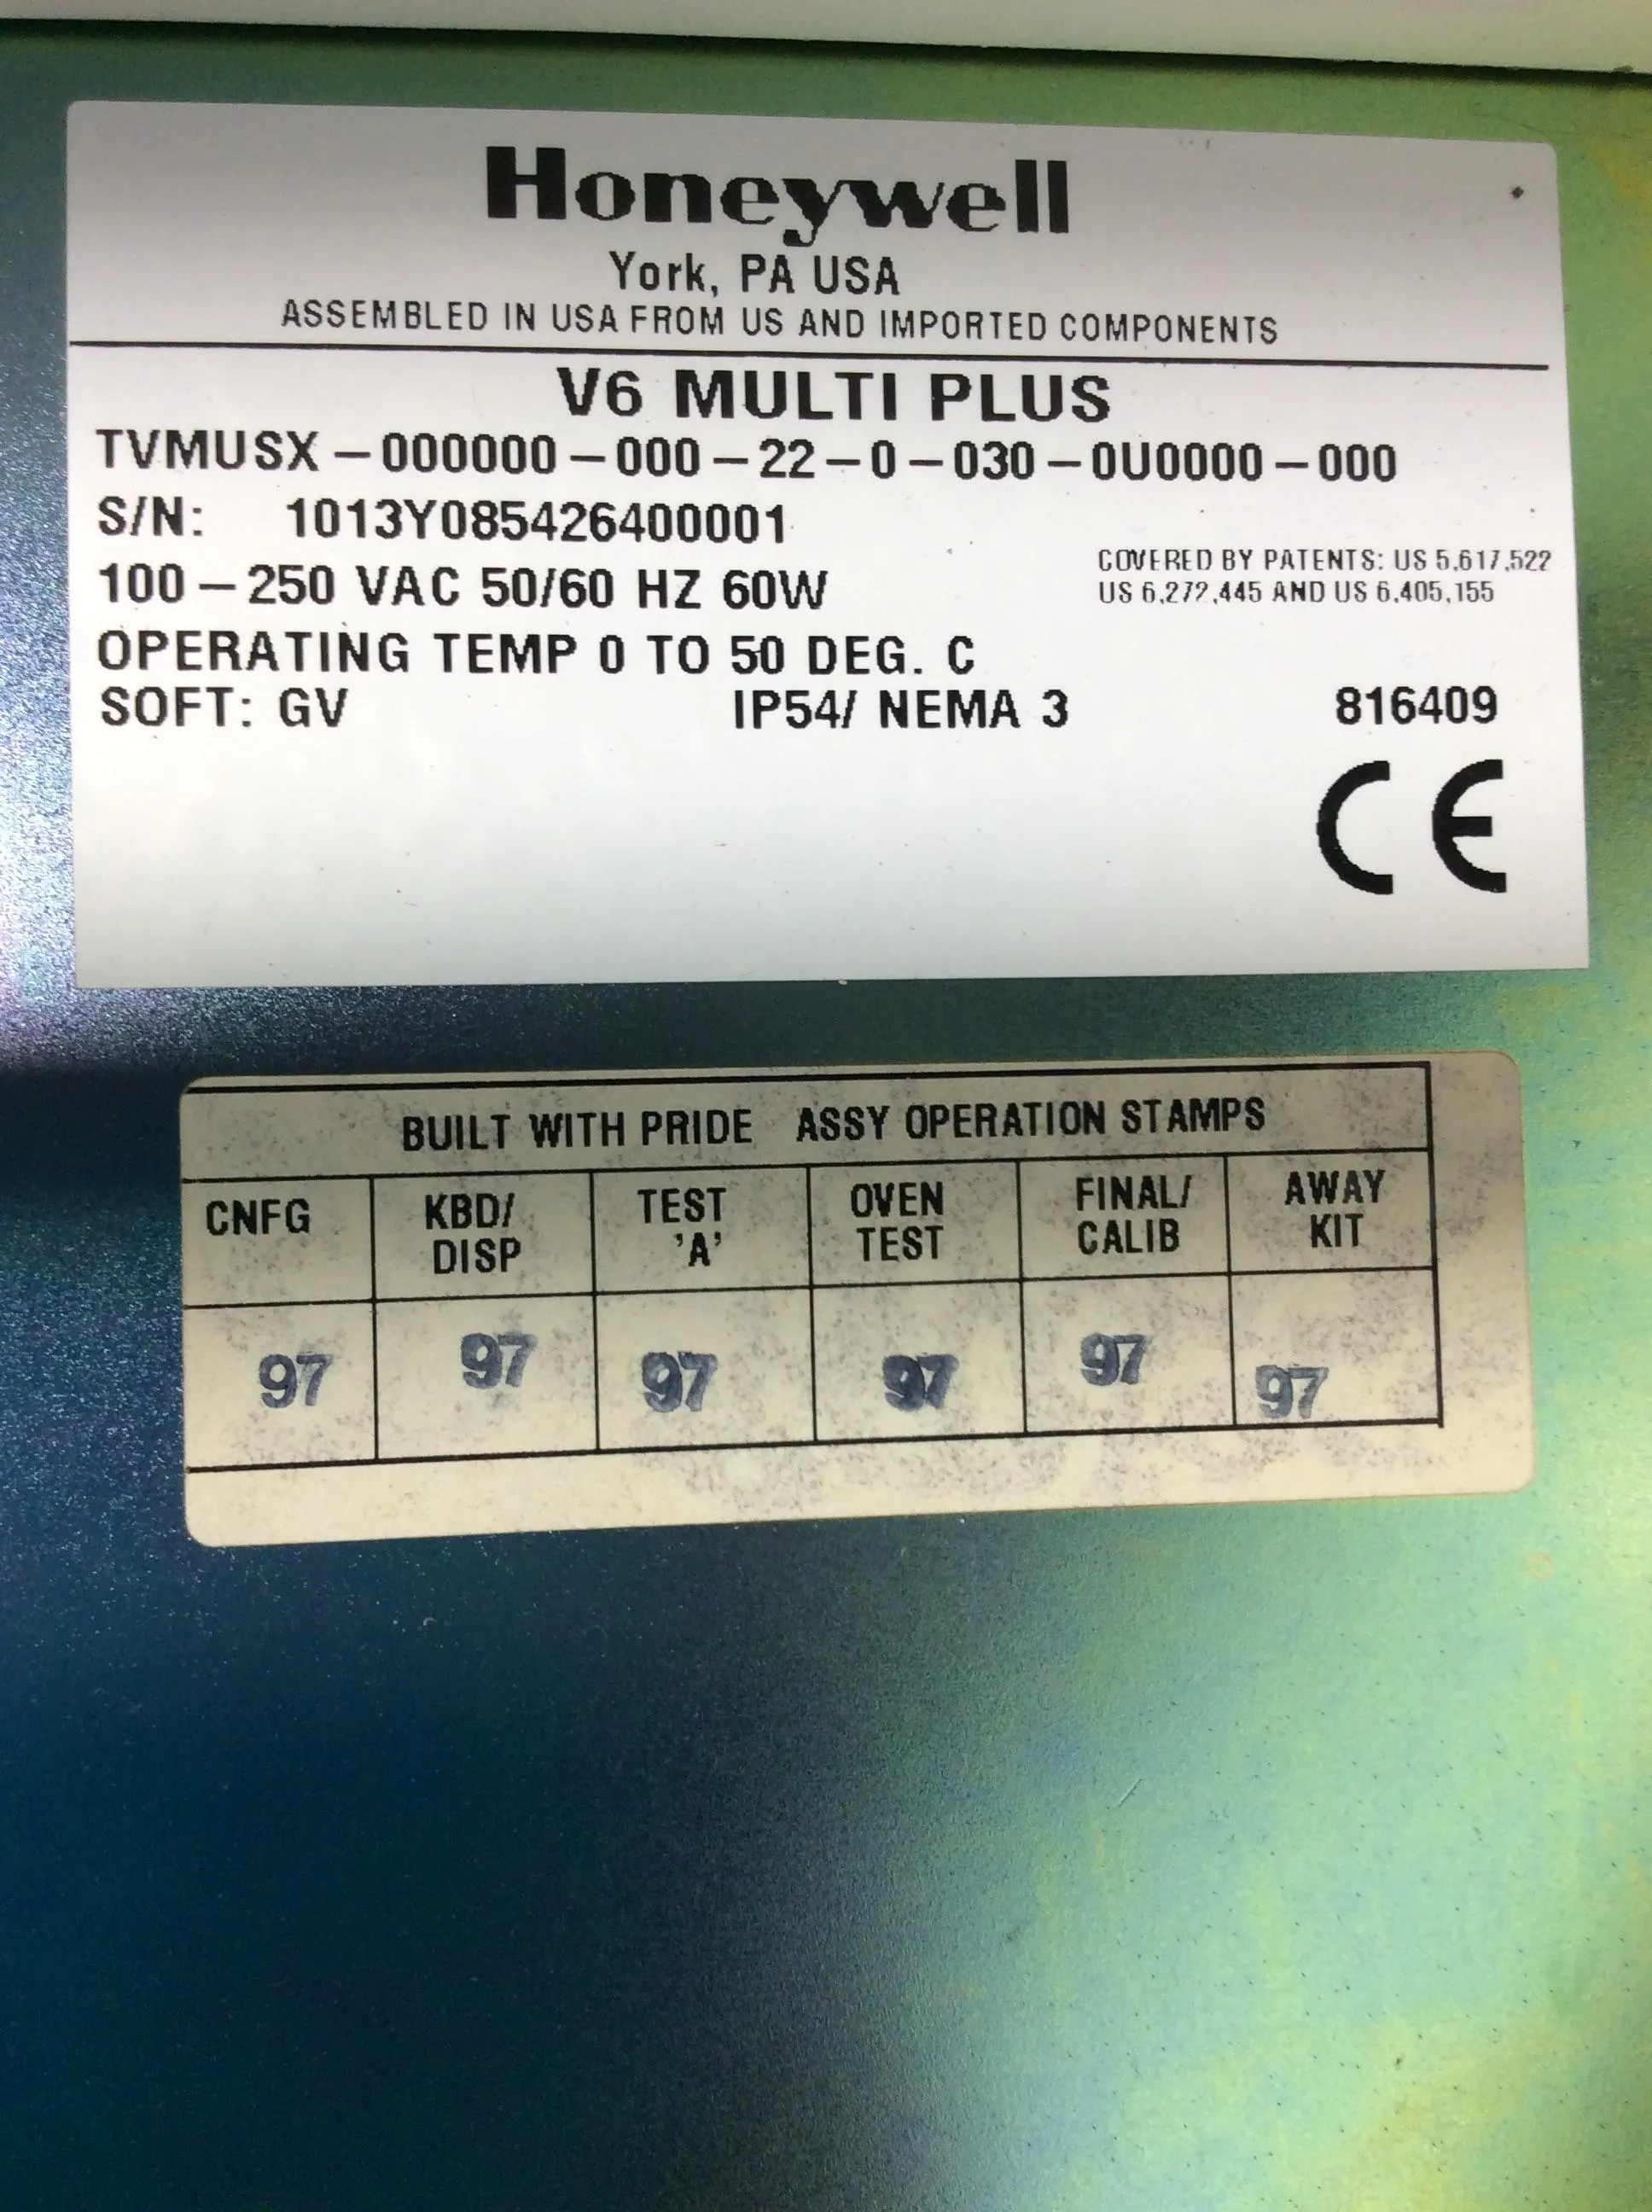 Honeywell
York, PA USA
ASSEMBLED IN USA FROM US AND IMPORTED COMPONENTS
V6 MULTI PLUS
TVMUSX-000000-000-22-0-030-0U0000-000
S/N: 1013Y085426400001
100-250 VAC 50/60 HZ 60W
COVERED BY PATENTS: US 5,617,522
US 6,272,445 AND US 6,405,155
OPERATING TEMP 0 TO 50 DEG. C
SOFT: GV IP54/ NEMA 3 816409
CE
BUILT WITH PRIDE ASSY OPERATION STAMPS
CNFG KBD/ TEST OVEN FINAL/ AWAY
DISP 'A' TEST CALIB KIT
97 97 97 97 97 97